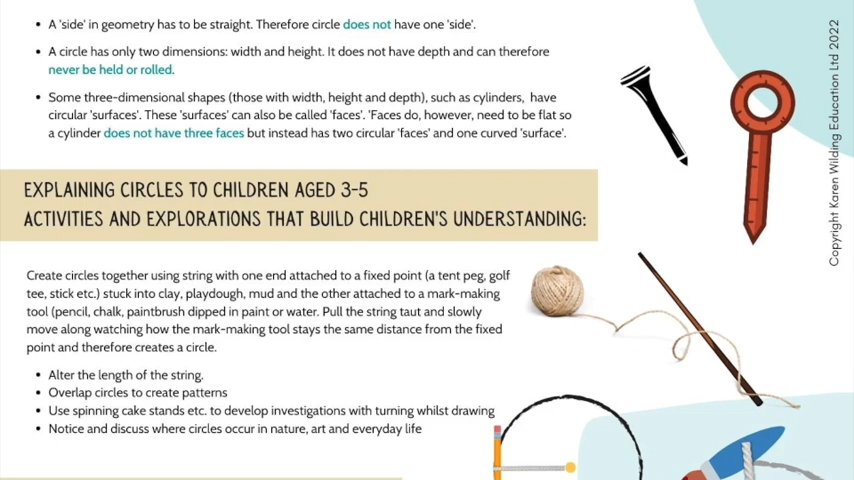 A 'side' in geometry has to be straight. Therefore circle does not have one 'side'.
A circle has only two dimensions: width and height. It does not have depth and can therefore
never be held or rolled.
Some three-dimensional shapes (those with width, height and depth), such as cylinders, have
circular 'surfaces'. These 'surfaces' can also be called 'faces'. 'Faces do, however, need to be flat so
a cylinder does not have three faces but instead has two circular 'faces' and one curved 'surface'.
EXPLAINING CIRCLES TO CHILDREN AGED 3-5
ACTIVITIES AND EXPLORATIONS THAT BUILD CHILDREN'S UNDERSTANDING:
Create circles together using string with one end attached to a fixed point (a tent peg, golf
tee, stick etc.) stuck into clay, playdough, mud and the other attached to a mark-making
tool (pencil, chalk, paintbrush dipped in paint or water. Pull the string taut and slowly
move along watching how the mark-making tool stays the same distance from the fixed
point and therefore creates a circle.
Alter the length of the string.
Overlap circles to create patterns
Use spinning cake stands etc. to develop investigations with turning whilst drawing
Notice and discuss where circles occur in nature, art and everyday life
Copyright Karen Wilding Education Ltd 2022